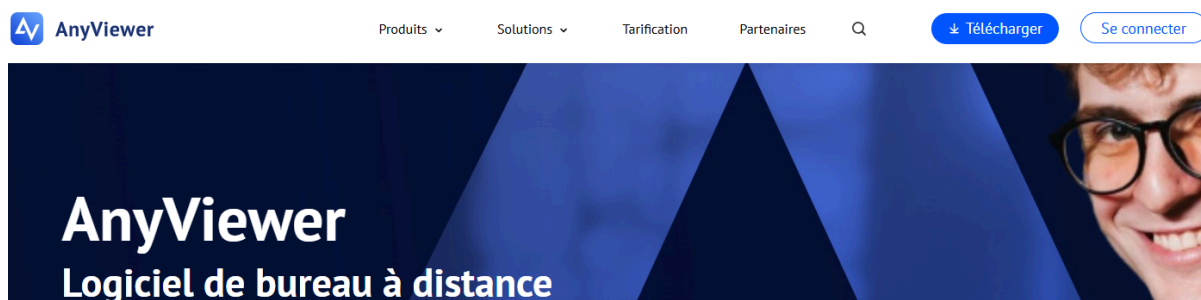 AnyViewer
Produits
Solutions
Tarification
Partenaires
Télécharger
Se connecter
AnyViewer
Logiciel de bureau à distance